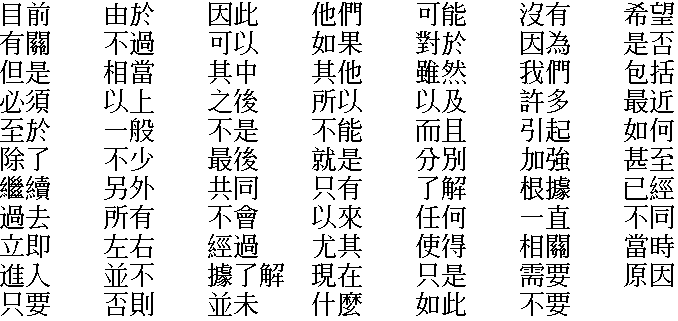 目前 由於 因此 他們 可能 沒有 希望
有關 不過 可以 如果 對於 因為 是否
但是 相當 其中 其他 雖然 我們 包括
必須 以上 之後 所以 以及 許多 最近
至於 一般 不是 不能 而且 引起 如何
除了 不少 最後 就是 分別 加強 甚至
繼續 另外 共同 只有 了解 根據 已經
過去 所有 不會 以來 任何 一直 不同
立即 左右 經過 尤其 使得 相關 當時
進入 並不 據了解 現在 只是 需要 原因
只要 否則 並未 什麼 如此 不要